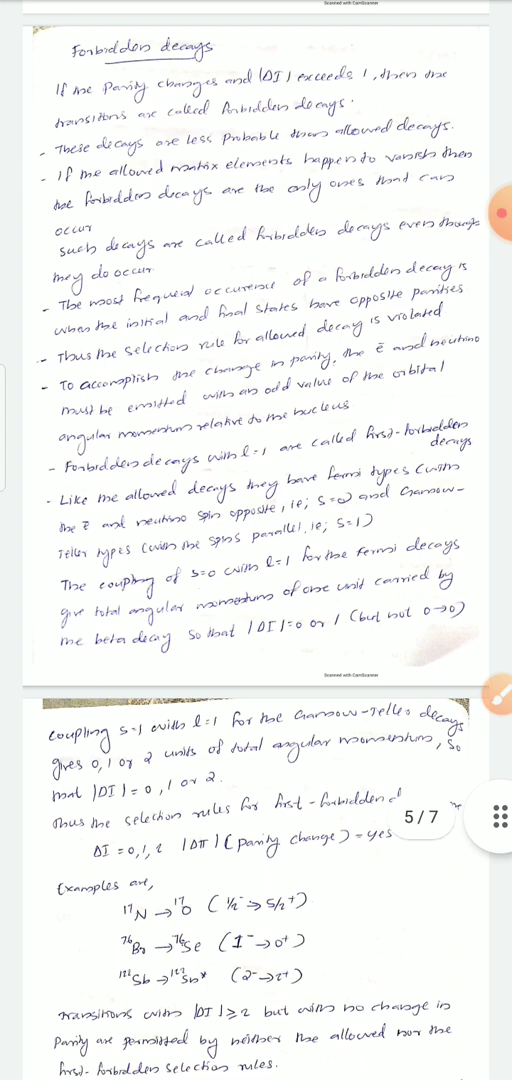 Scanned with CamScanner
Forbidden decays
If the Parity changes and |ΔI| exceeds 1, then the
transitions are called forbidden decays.
- These decays are less probable than allowed decays.
- If the allowed matrix elements happen to vanish then
the forbidden decays are the only ones that can
occur
Such decays are called forbidden decays even though
they do occur
- The most frequent occurence of a forbidden decay is
when the initial and final states have opposite parities
- Thus the selection rule for allowed decay is violated
- To accomplish the change in parity, the ē and neutrino
must be emitted with an odd value of the orbital
angular momentum relative to the nucleus
- Forbidden decays with l=1 are called first-forbidden
decays
- Like the allowed decays they have fermi types (with
the ē and neutrino spin opposite, ie; S=0) and Gamow-
Teller types (with the spins parallel, ie; S=1)
The coupling of S=0 with l=1 for the Fermi decays
give total angular momentum of one unit carried by
the beta decay so that |ΔI|=0 or 1 (but not 0→0)
Scanned with CamScanner
Coupling S=1 with l=1 for the Gamow-Teller decays
gives 0, 1 or 2 units of total angular momentum, so
that |ΔI| = 0, 1 or 2.
Thus the selection rules for first-forbidden d
ΔI = 0, 1, 2 |Δπ| (parity change) = yes
5/7
Examples are,
¹⁷N → ¹⁷O (1/2⁻ → 5/2⁺)
⁷⁶Br → ⁷⁶Se (1⁻ → 0⁺)
¹²²Sb → ¹²²Sn* (2⁻ → 2⁺)
Transitions with |ΔI| ≥ 2 but with no change in
Parity are permitted by neither the allowed nor the
first-forbidden selection rules.